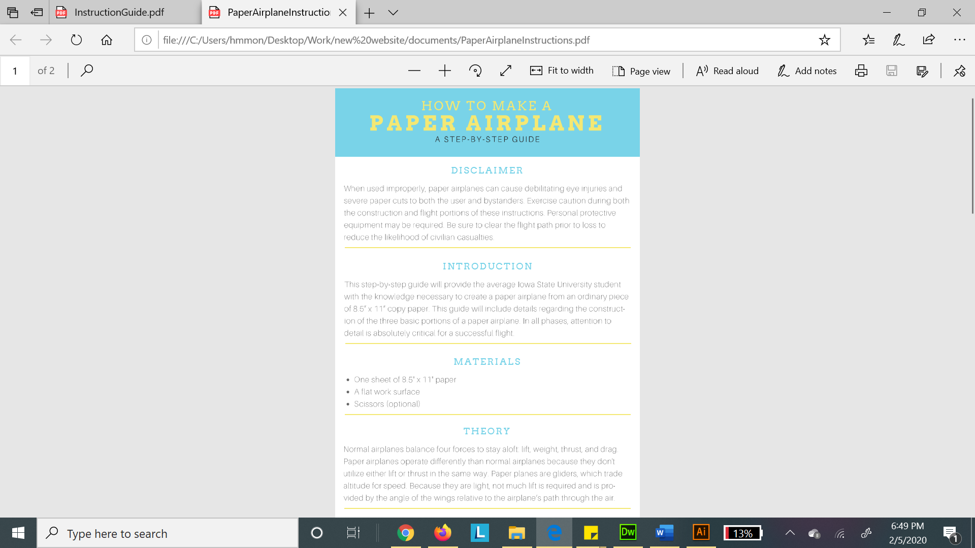 InstructionGuide.pdf
PaperAirplaneInstructio
file:///C:/Users/hmmon/Desktop/Work/new%20website/documents/PaperAirplaneInstructions.pdf
1 of 2
Fit to width
Page view
Read aloud
Add notes
HOW TO MAKE A
PAPER AIRPLANE
A STEP-BY-STEP GUIDE
DISCLAIMER
When used improperly, paper airplanes can cause debilitating eye injuries and
severe paper cuts to both the user and bystanders. Exercise caution during both
the construction and flight portions of these instructions. Personal protective
equipment may be required. Be sure to clear the flight path prior to loss to
reduce the likelihood of civilian casualties.
INTRODUCTION
This step-by-step guide will provide the average Iowa State University student
with the knowledge necessary to create a paper airplane from an ordinary piece
of 8.5" x 11" copy paper. This guide will include details regarding the construct-
ion of the three basic portions of a paper airplane. In all phases, attention to
detail is absolutely critical for a successful flight.
MATERIALS
• One sheet of 8.5" x 11" paper
• A flat work surface
• Scissors (optional)
THEORY
Normal airplanes balance four forces to stay aloft: lift, weight, thrust, and drag.
Paper airplanes operate differently than normal airplanes because they don't
utilize either lift or thrust in the same way. Paper planes are gliders, which trade
altitude for speed. Because they are light, not much lift is required and is pro-
vided by the angle of the wings relative to the airplane's path through the air.
Type here to search
L
Dw
W
Ai
13%
6:49 PM
2/5/2020
1